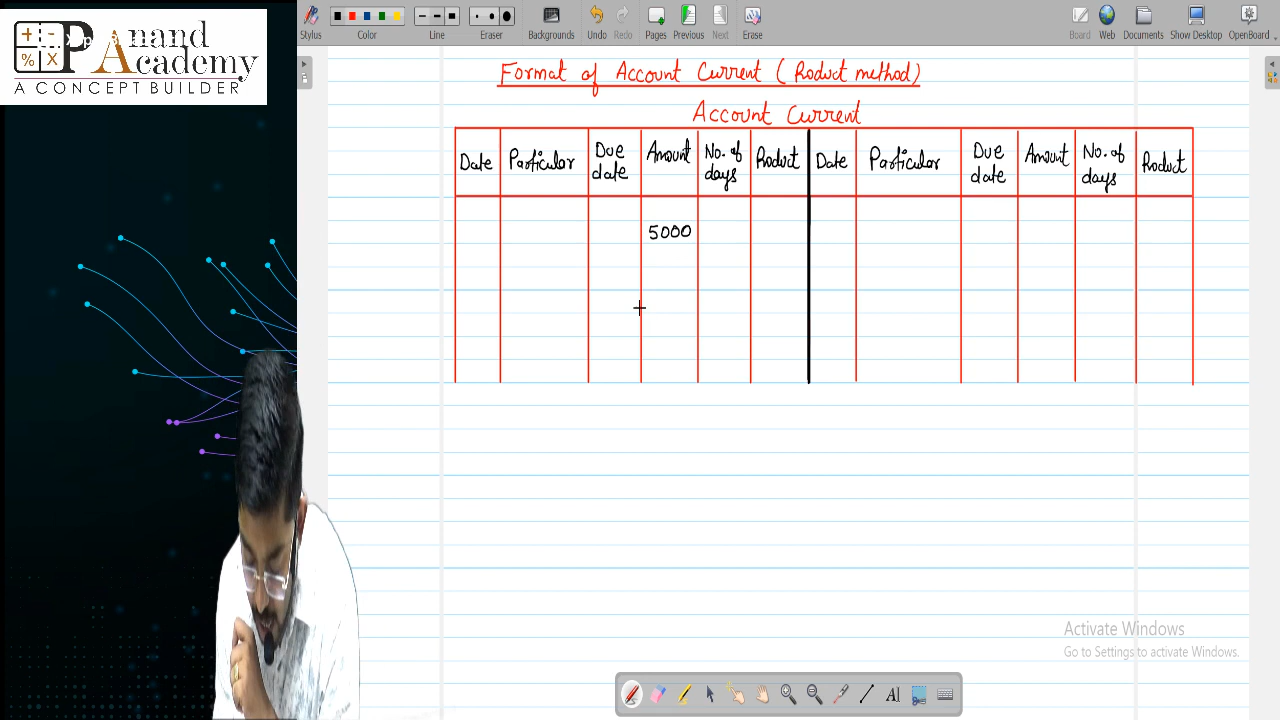 P Anand
Academy
A CONCEPT BUILDER
Stylus
Color
Line
Eraser
Backgrounds
Undo
Redo
Pages
Previous
Next
Erase
Board
Web
Documents
Show Desktop
OpenBoard
Format of Account Current (Product method)
Account Current
Date Particular Due date Amount No. of days Product Date Particular Due date Amount No. of days Product
5000
Activate Windows
Go to Settings to activate Windows.